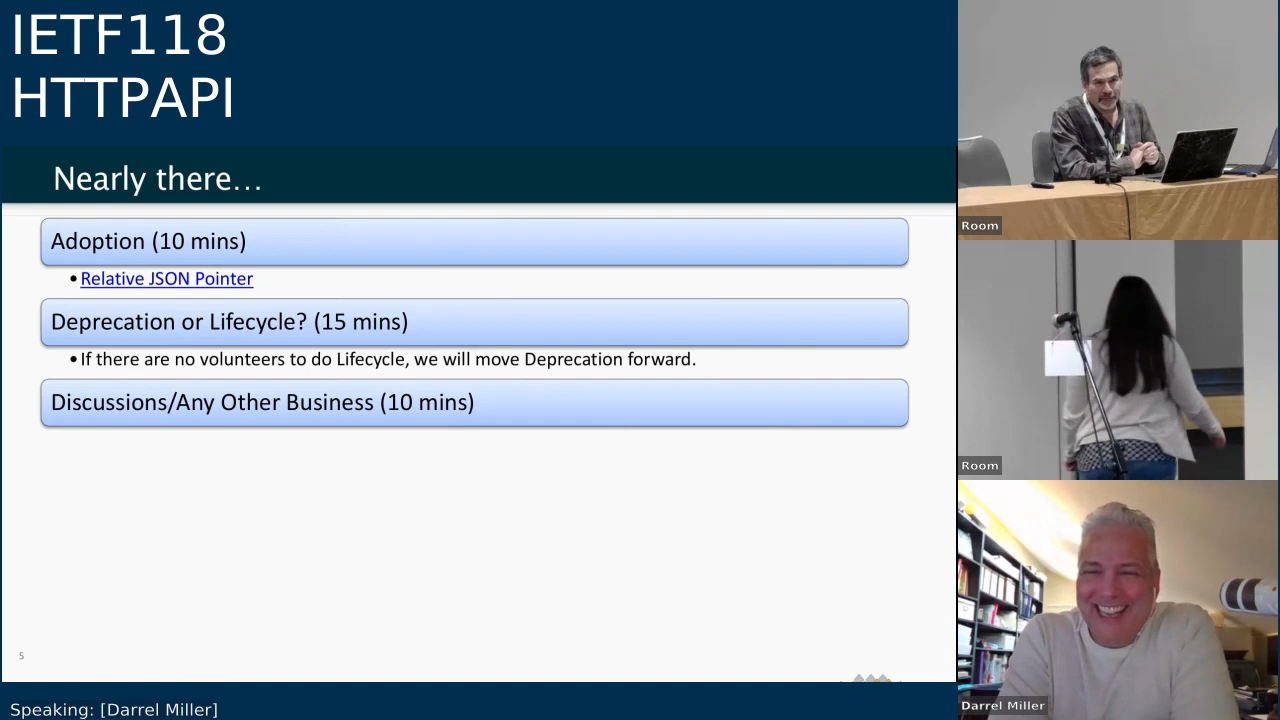 IETF118
HTTPAPI
Nearly there…
Adoption (10 mins)
• Relative JSON Pointer
Deprecation or Lifecycle? (15 mins)
• If there are no volunteers to do Lifecycle, we will move Deprecation forward.
Discussions/Any Other Business (10 mins)
5
Speaking: [Darrel Miller]
Room
Room
Darrel Miller